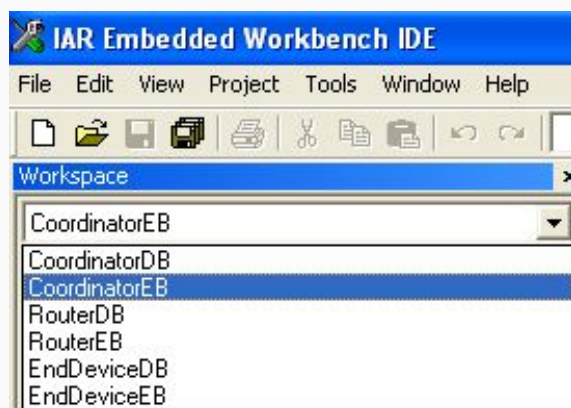 IAR Embedded Workbench IDE
File Edit View Project Tools Window Help
Workspace
CoordinatorEB
CoordinatorDB
CoordinatorEB
RouterDB
RouterEB
EndDeviceDB
EndDeviceEB